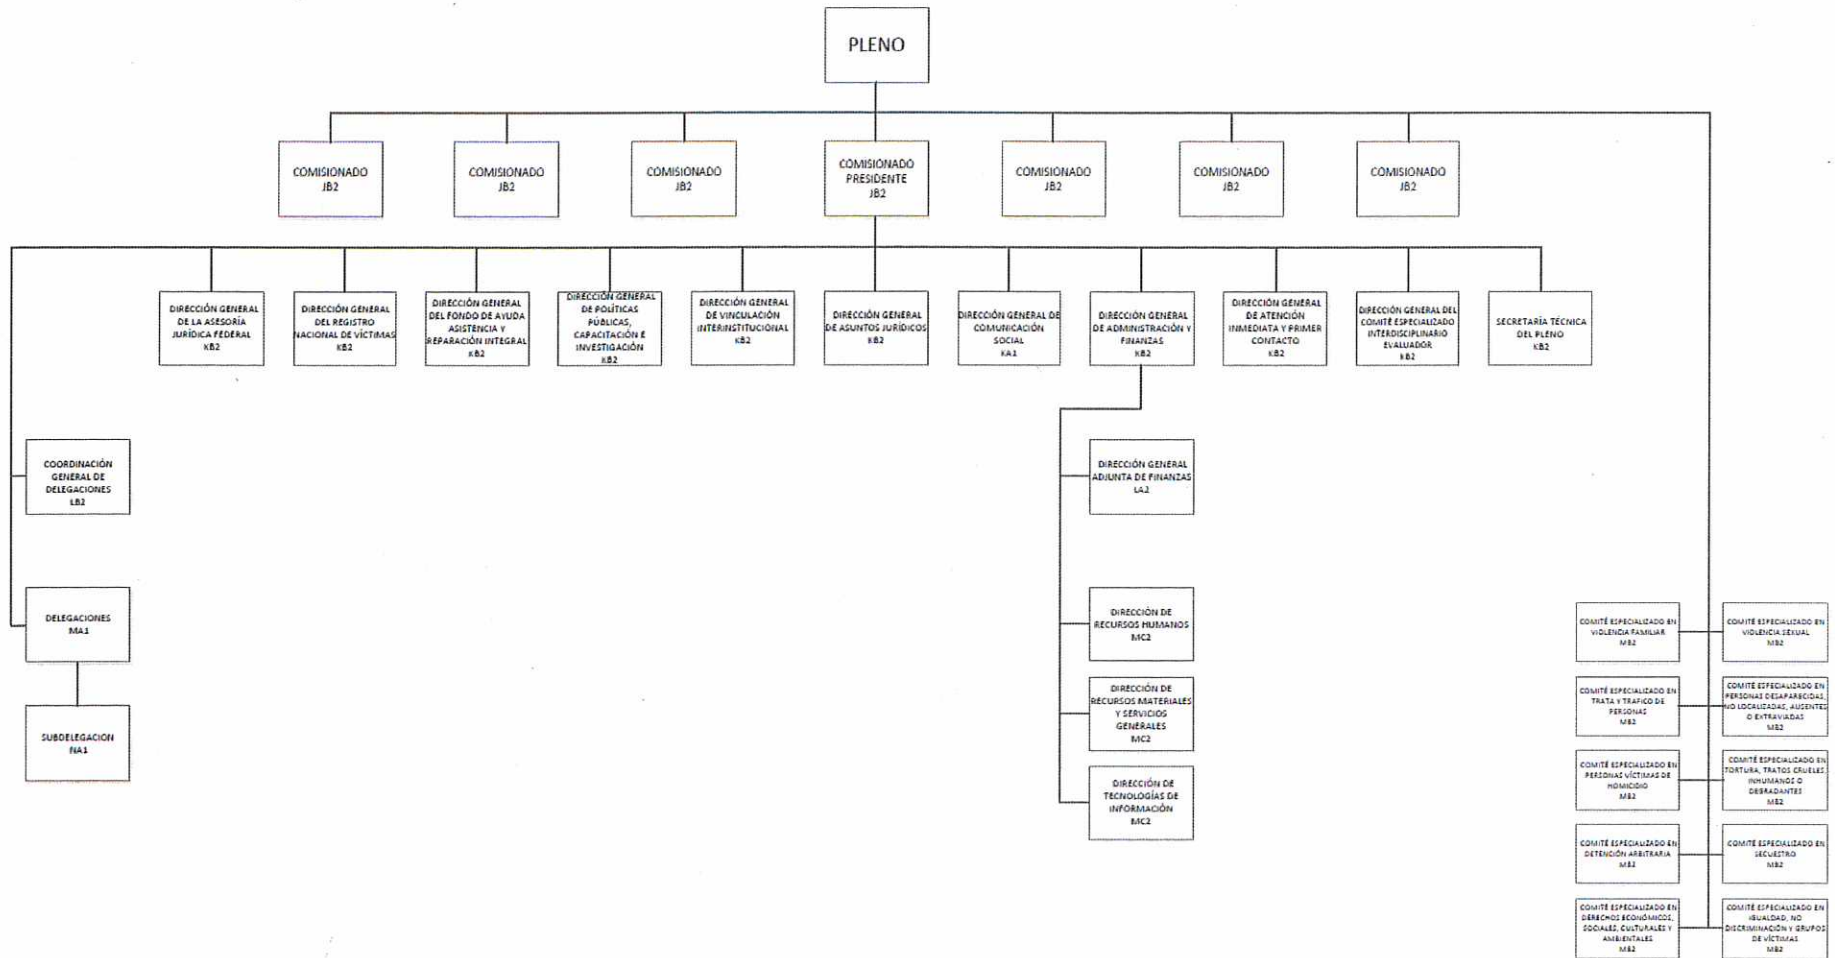 PLENO
COMISIONADO
JB2
COMISIONADO
JB2
COMISIONADO
JB2
COMISIONADO
PRESIDENTE
JB2
COMISIONADO
JB2
COMISIONADO
JB2
COMISIONADO
JB2
DIRECCIÓN GENERAL
DE LA ASESORÍA
JURÍDICA FEDERAL
KB2
DIRECCIÓN GENERAL
DEL REGISTRO
NACIONAL DE VÍCTIMAS
KB2
DIRECCIÓN GENERAL
DEL FONDO DE AYUDA
ASISTENCIA Y
REPARACIÓN INTEGRAL
KB2
DIRECCIÓN GENERAL
DE POLÍTICAS
PÚBLICAS,
CAPACITACIÓN E
INVESTIGACIÓN
KB2
DIRECCIÓN GENERAL
DE VINCULACIÓN
INTERINSTITUCIONAL
KB2
DIRECCIÓN GENERAL
DE ASUNTOS JURÍDICOS
KB2
DIRECCIÓN GENERAL DE
COMUNICACIÓN
SOCIAL
KA1
DIRECCIÓN GENERAL
DE ADMINISTRACIÓN Y
FINANZAS
KB2
DIRECCIÓN GENERAL
DE ATENCIÓN
INMEDIATA Y PRIMER
CONTACTO
KB2
DIRECCIÓN GENERAL DEL
COMITÉ ESPECIALIZADO
INTERDISCIPLINARIO
EVALUADOR
KB2
SECRETARÍA TÉCNICA
DEL PLENO
KB2
COORDINACIÓN
GENERAL DE
DELEGACIONES
LB2
DELEGACIONES
MA1
SUBDELEGACION
NA1
DIRECCIÓN GENERAL
ADJUNTA DE FINANZAS
LA2
DIRECCIÓN DE
RECURSOS HUMANOS
MC2
DIRECCIÓN DE
RECURSOS MATERIALES
Y SERVICIOS
GENERALES
MC2
DIRECCIÓN DE
TECNOLOGÍAS DE
INFORMACIÓN
MC2
COMITÉ ESPECIALIZADO EN
VIOLENCIA FAMILIAR
MB2
COMITÉ ESPECIALIZADO EN
VIOLENCIA SEXUAL
MB2
COMITÉ ESPECIALIZADO EN
TRATA Y TRAFICO DE
PERSONAS
MB2
COMITÉ ESPECIALIZADO EN
PERSONAS DESAPARECIDAS,
NO LOCALIZADAS, AUSENTES
O EXTRAVIADAS
MB2
COMITÉ ESPECIALIZADO EN
PERSONAS VÍCTIMAS DE
HOMICIDIO
MB2
COMITÉ ESPECIALIZADO EN
TORTURA, TRATOS CRUELES,
INHUMANOS O
DEGRADANTES
MB2
COMITÉ ESPECIALIZADO EN
DETENCIÓN ARBITRARIA
MB2
COMITÉ ESPECIALIZADO EN
SECUESTRO
MB2
COMITÉ ESPECIALIZADO EN
DERECHOS ECONÓMICOS,
SOCIALES, CULTURALES Y
AMBIENTALES
MB2
COMITÉ ESPECIALIZADO EN
IGUALDAD, NO
DISCRIMINACIÓN Y GRUPOS
DE VÍCTIMAS
MB2